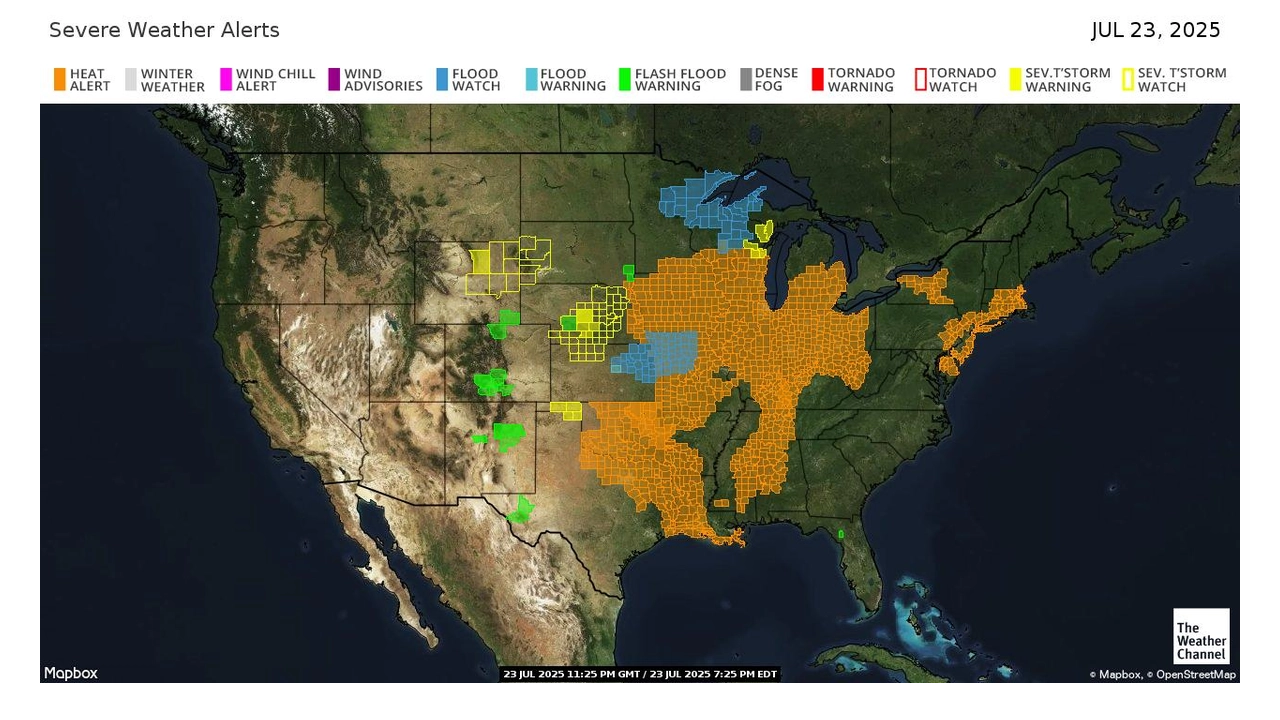 Severe Weather Alerts
JUL 23, 2025
HEAT ALERT
WINTER WEATHER
WIND CHILL ALERT
WIND ADVISORIES
FLOOD WATCH
FLOOD WARNING
FLASH FLOOD WARNING
DENSE FOG
TORNADO WARNING
TORNADO WATCH
SEV.T'STORM WARNING
SEV. T'STORM WATCH
The
Weather
Channel
Mapbox
23 JUL 2025 11:25 PM GMT / 23 JUL 2025 7:25 PM EDT
© Mapbox, © OpenStreetMap